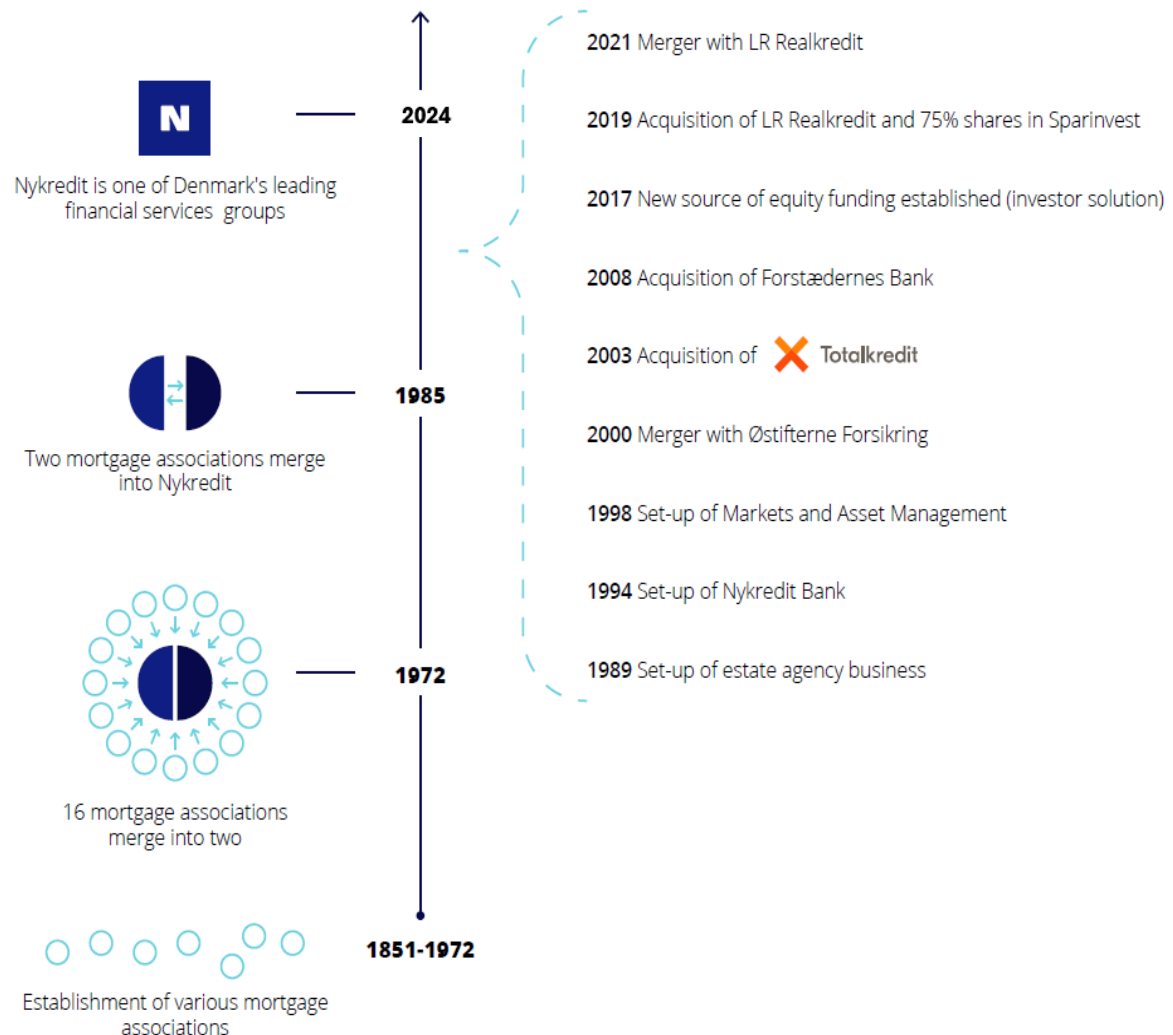 N
2024
Nykredit is one of Denmark's leading
financial services groups
1985
Two mortgage associations merge
into Nykredit
1972
16 mortgage associations
merge into two
1851-1972
Establishment of various mortgage
associations
2021 Merger with LR Realkredit
2019 Acquisition of LR Realkredit and 75% shares in Sparinvest
2017 New source of equity funding established (investor solution)
2008 Acquisition of Forstædernes Bank
2003 Acquisition of Totalkredit
2000 Merger with Østifterne Forsikring
1998 Set-up of Markets and Asset Management
1994 Set-up of Nykredit Bank
1989 Set-up of estate agency business